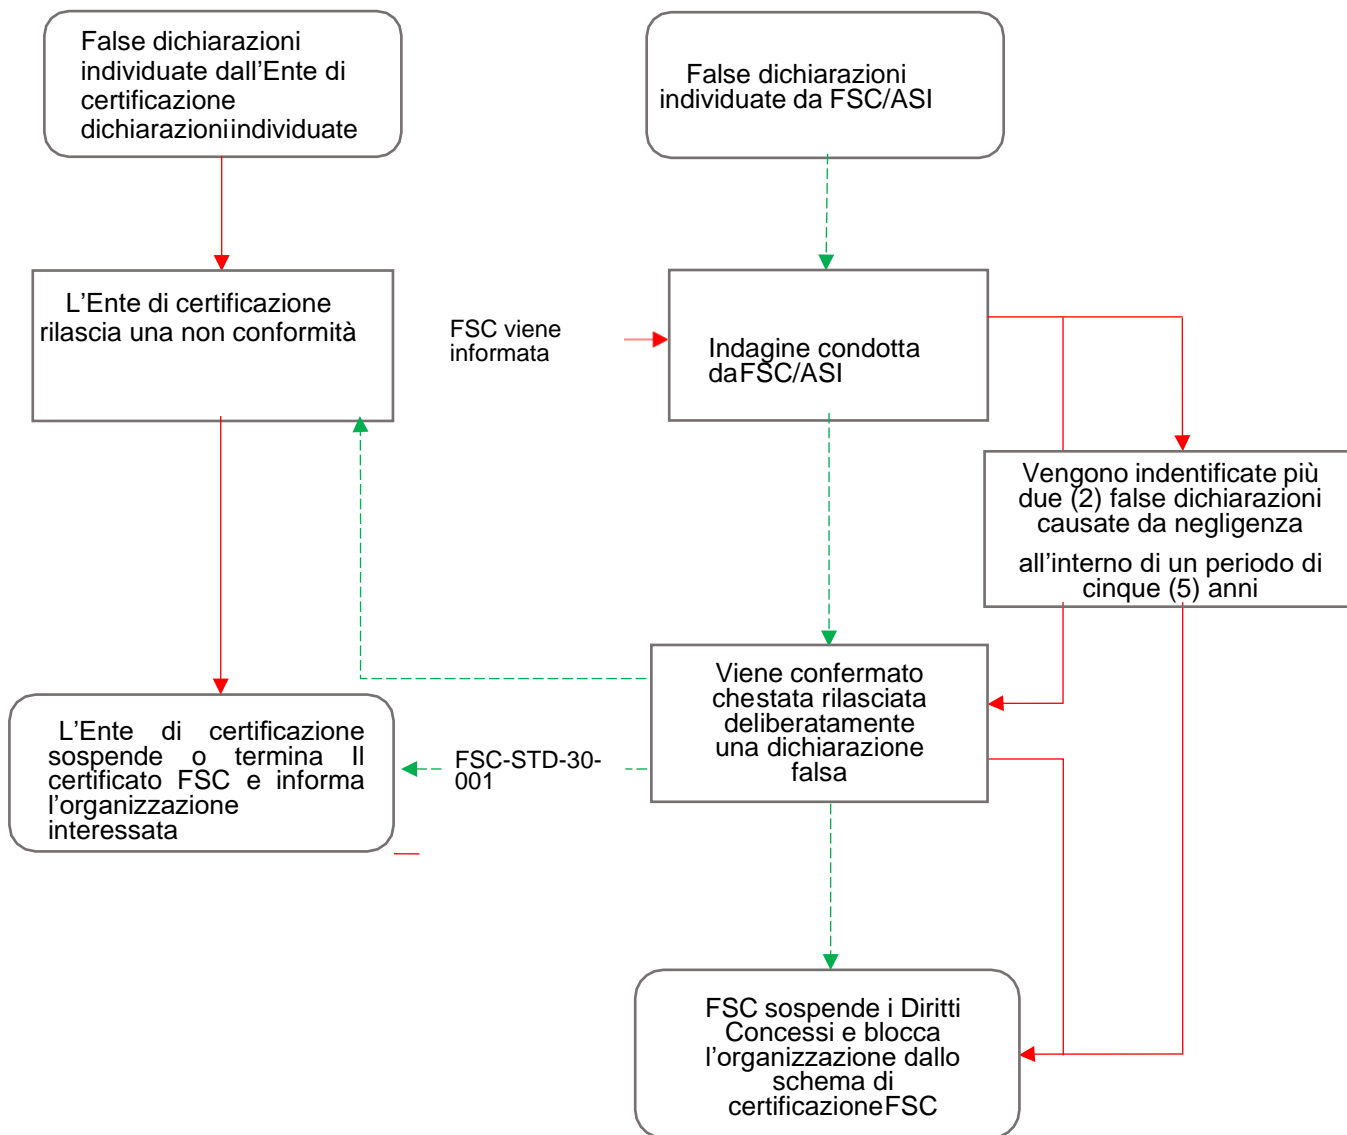 False dichiarazioni
individuate dall’Ente di
certificazione
dichiarazioniindividuate
False dichiarazioni
individuate da FSC/ASI
L’Ente di certificazione
rilascia una non conformità
FSC viene
informata
Indagine condotta
daFSC/ASI
Vengono indentificate più
due (2) false dichiarazioni
causate da negligenza
all’interno di un periodo di
cinque (5) anni
Viene confermato
chestata rilasciata
deliberatamente
una dichiarazione
falsa
L’Ente di certificazione
sospende o termina Il
certificato FSC e informa
l’organizzazione
interessata
FSC-STD-30-
001
FSC sospende i Diritti
Concessi e blocca
l’organizzazione dallo
schema di
certificazioneFSC